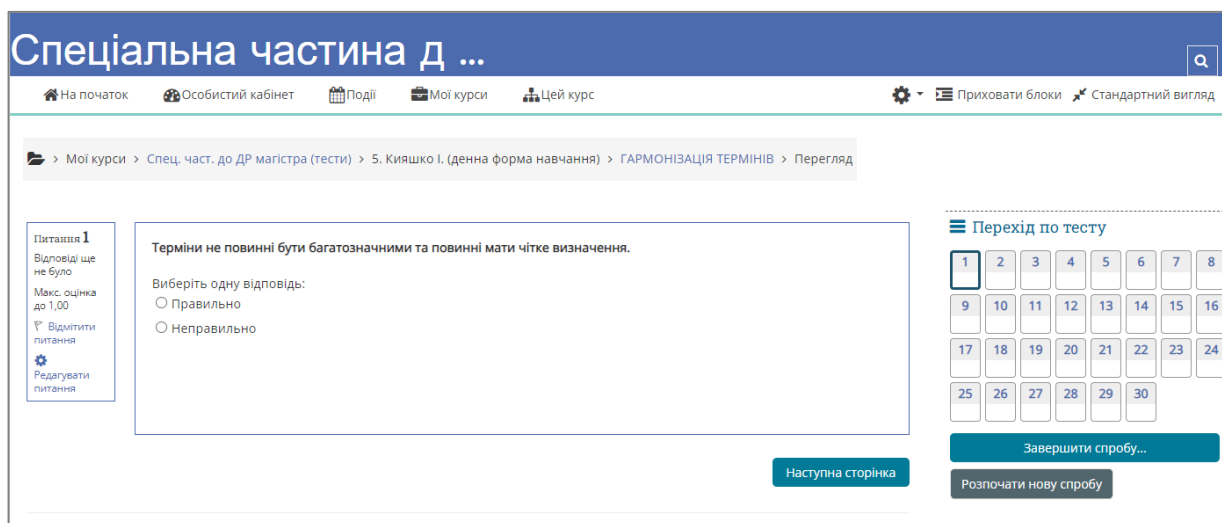 Спеціальна частина д ...
На початок Особистий кабінет Події Мої курси Цей курс Приховати блоки Стандартний вигляд
> Мої курси > Спец. част. до ДР магістра (тести) > 5. Кияшко І. (денна форма навчання) > ГАРМОНІЗАЦІЯ ТЕРМІНІВ > Перегляд
Питання 1
Відповіді ще
не було
Макс. оцінка
до 1,00
Відмітити
питання
Редагувати
питання
Терміни не повинні бути багатозначними та повинні мати чітке визначення.
Виберіть одну відповідь:
Правильно
Неправильно
Наступна сторінка
Перехід по тесту
1 2 3 4 5 6 7 8
9 10 11 12 13 14 15 16
17 18 19 20 21 22 23 24
25 26 27 28 29 30
Завершити спробу...
Розпочати нову спробу